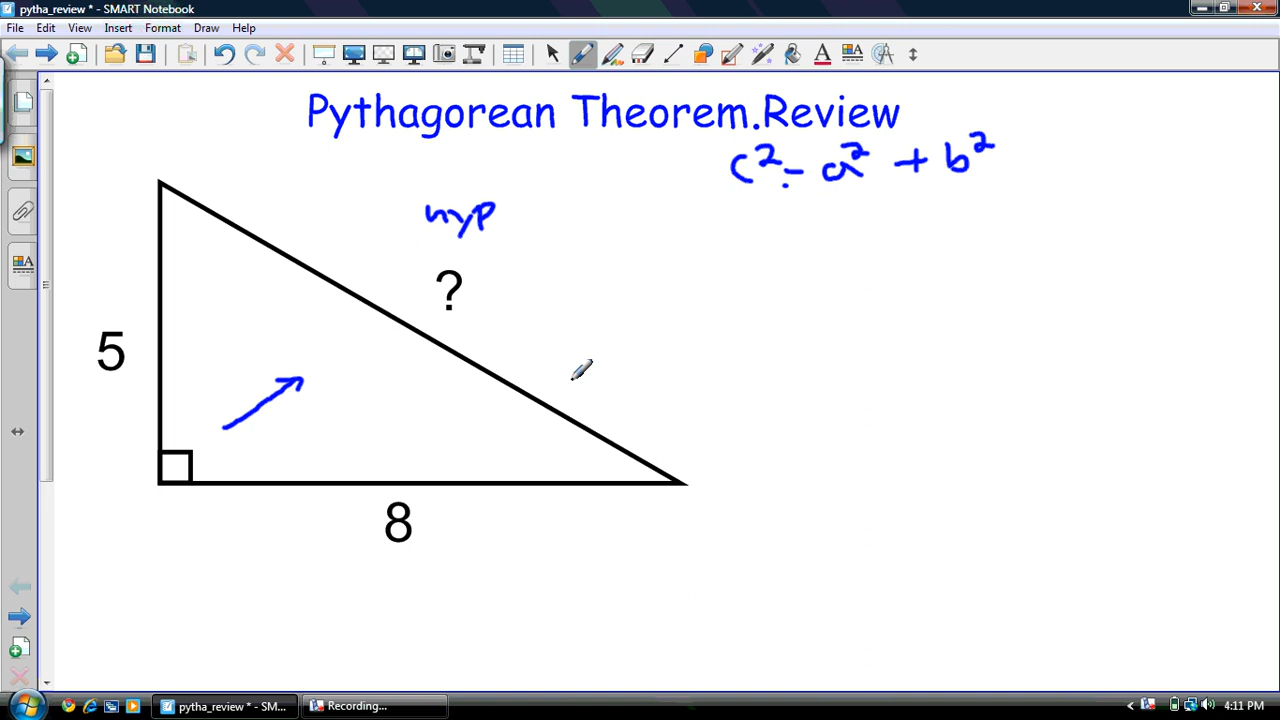 pytha_review * - SMART Notebook
File Edit View Insert Format Draw Help
Pythagorean Theorem.Review
c² = a² + b²
hyp
?
5
8
pytha_review * - SM...
Recording...
4:11 PM